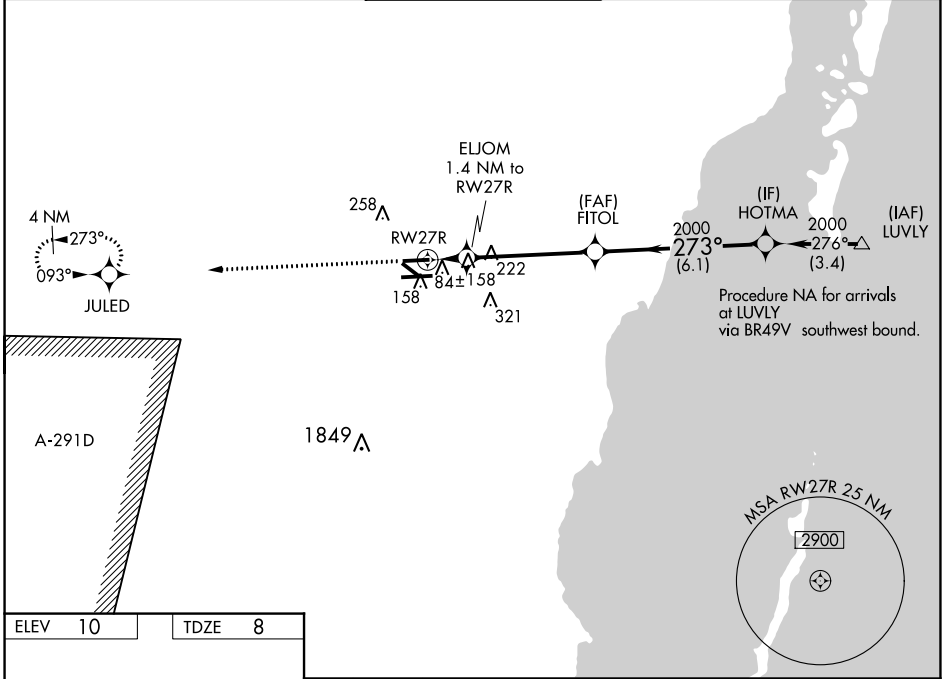 ELJOM
1.4 NM to
RW27R
(FAF)
FITOL
(IF)
HOTMA
(IAF)
LUVLY
2000
273°
(6.1)
2000
276°
(3.4)
Procedure NA for arrivals
at LUVLY
via BR49V southwest bound.
4 NM
273°
093°
JULED
258
RW27R
222
158
84±
158
321
A-291D
1849
MSA RW27R 25 NM
2900
ELEV 10
TDZE 8